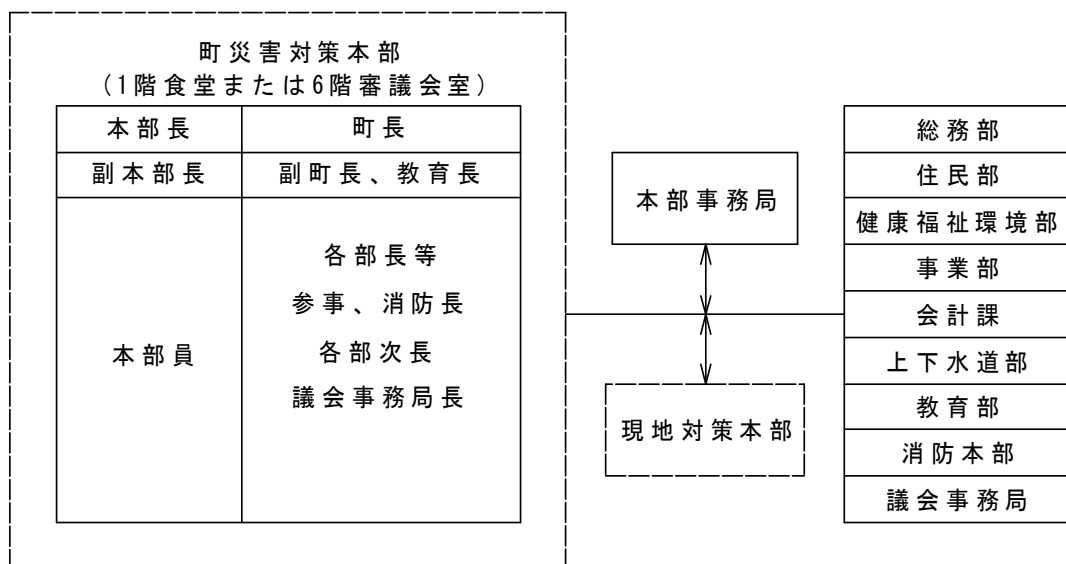 町災害対策本部
（1階食堂または6階審議会室）
本部長
町長
副本部長
副町長、教育長
本部員
各部長等
参事、消防長
各部次長
議会事務局長
本部事務局
現地対策本部
総務部
住民部
健康福祉環境部
事業部
会計課
上下水道部
教育部
消防本部
議会事務局